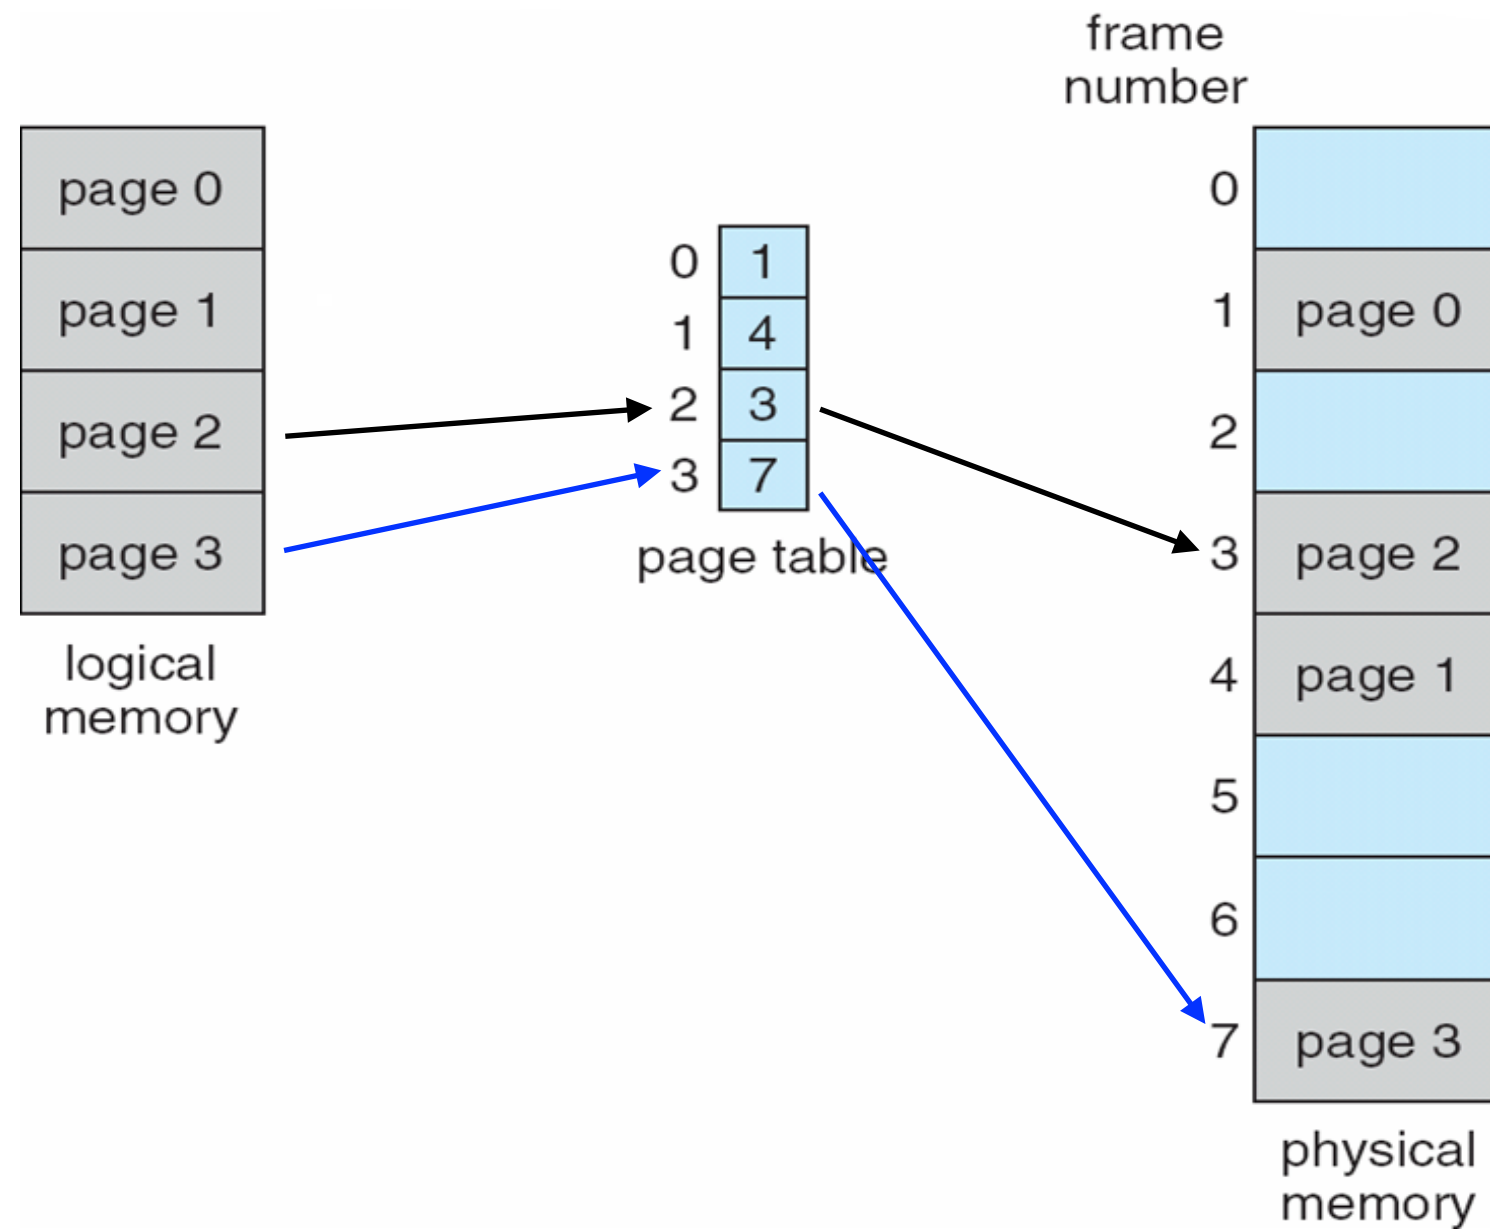 frame
number
page 0
page 1
page 2
page 3
logical
memory
0 1
1 4
2 3
3 7
page table
0
1 page 0
2
3 page 2
4 page 1
5
6
7 page 3
physical
memory